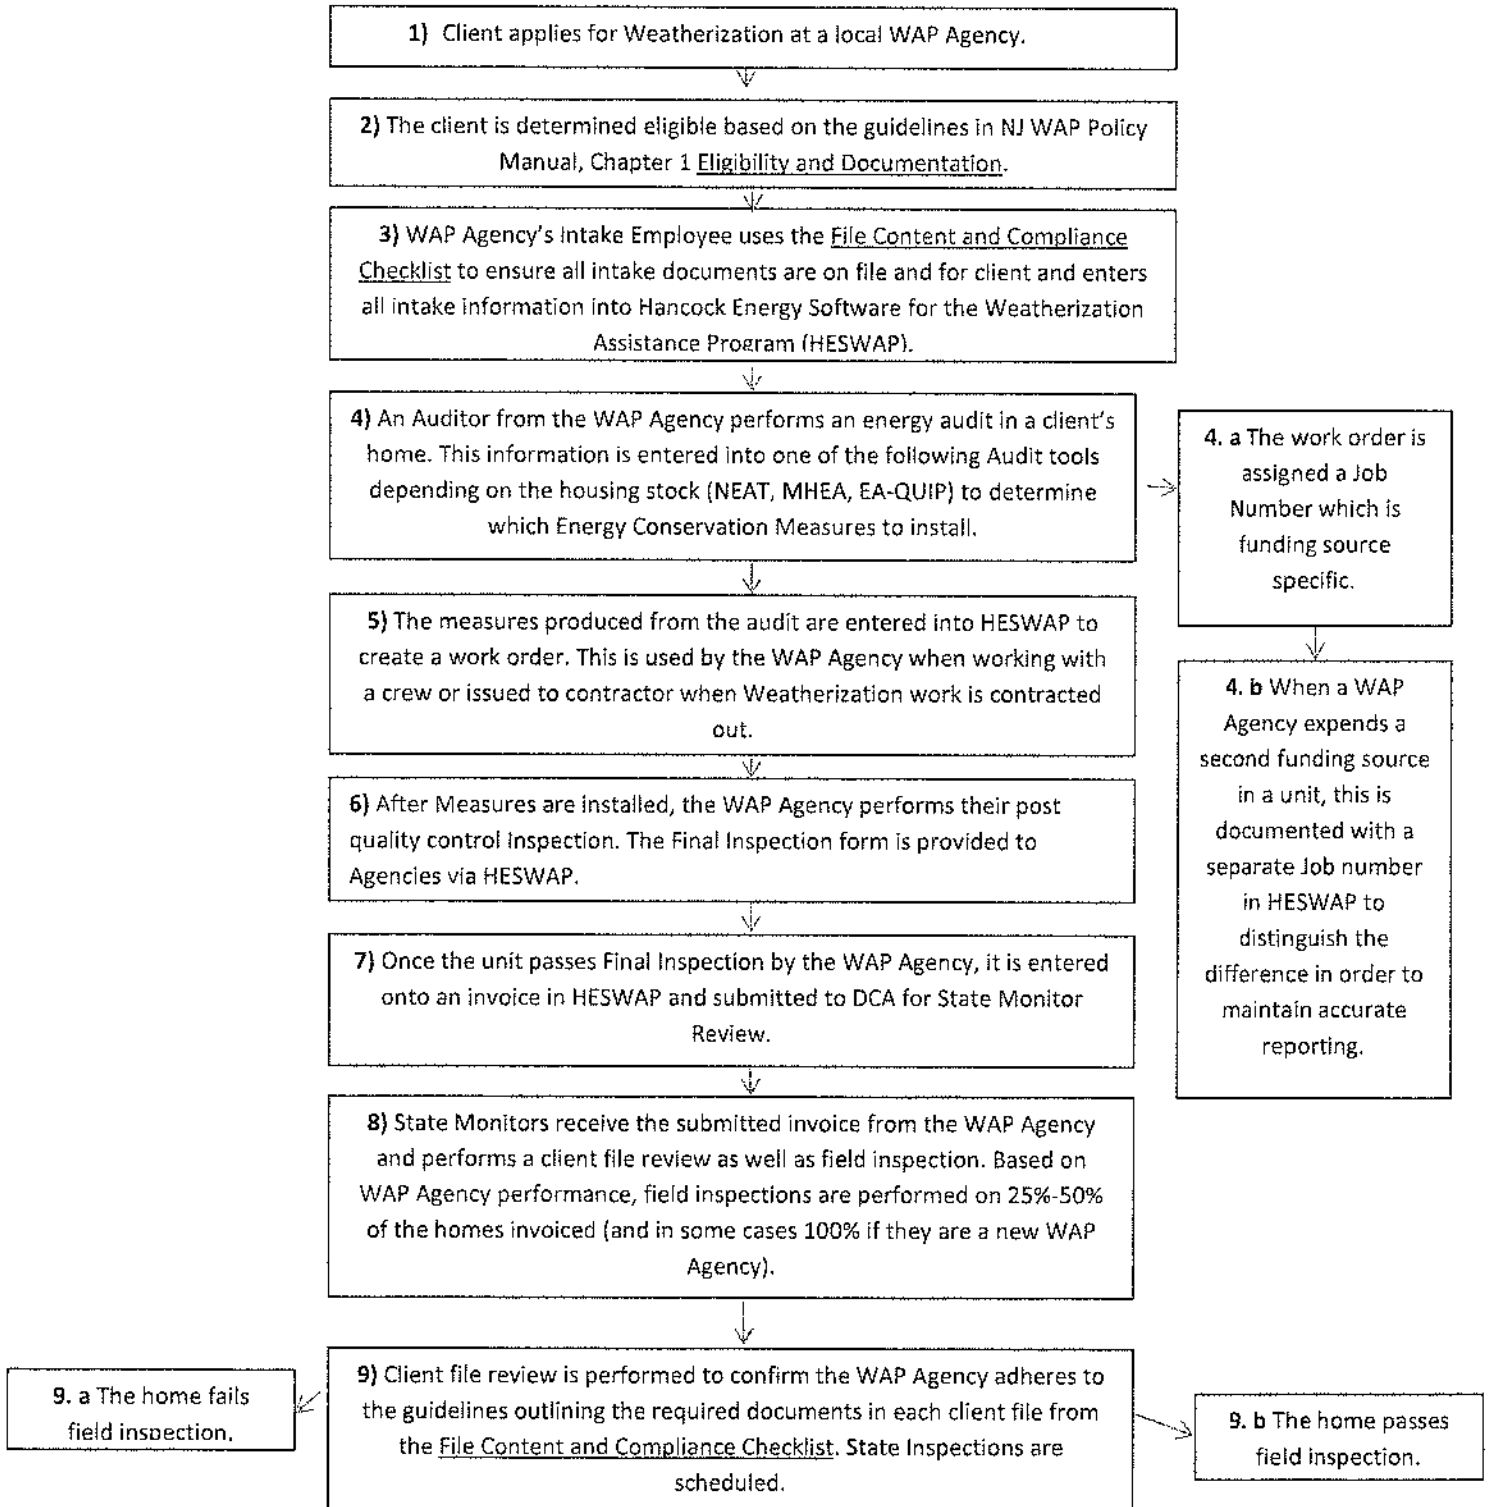 1) Client applies for Weatherization at a local WAP Agency.
2) The client is determined eligible based on the guidelines in NJ WAP Policy
Manual, Chapter 1 Eligibility and Documentation.
3) WAP Agency's Intake Employee uses the File Content and Compliance
Checklist to ensure all intake documents are on file and for client and enters
all intake information into Hancock Energy Software for the Weatherization
Assistance Program (HESWAP).
4) An Auditor from the WAP Agency performs an energy audit in a client's
home. This information is entered into one of the following Audit tools
depending on the housing stock (NEAT, MHEA, EA-QUIP) to determine
which Energy Conservation Measures to install.
4. a The work order is
assigned a Job
Number which is
funding source
specific.
4. b When a WAP
Agency expends a
second funding source
in a unit, this is
documented with a
separate Job number
in HESWAP to
distinguish the
difference in order to
maintain accurate
reporting.
5) The measures produced from the audit are entered into HESWAP to
create a work order. This is used by the WAP Agency when working with
a crew or issued to contractor when Weatherization work is contracted
out.
6) After Measures are installed, the WAP Agency performs their post
quality control Inspection. The Final Inspection form is provided to
Agencies via HESWAP.
7) Once the unit passes Final Inspection by the WAP Agency, it is entered
onto an invoice in HESWAP and submitted to DCA for State Monitor
Review.
8) State Monitors receive the submitted invoice from the WAP Agency
and performs a client file review as well as field inspection. Based on
WAP Agency performance, field inspections are performed on 25%-50%
of the homes invoiced (and in some cases 100% if they are a new WAP
Agency).
9) Client file review is performed to confirm the WAP Agency adheres to
the guidelines outlining the required documents in each client file from
the File Content and Compliance Checklist. State Inspections are
scheduled.
9. a The home fails
field inspection.
9. b The home passes
field inspection.